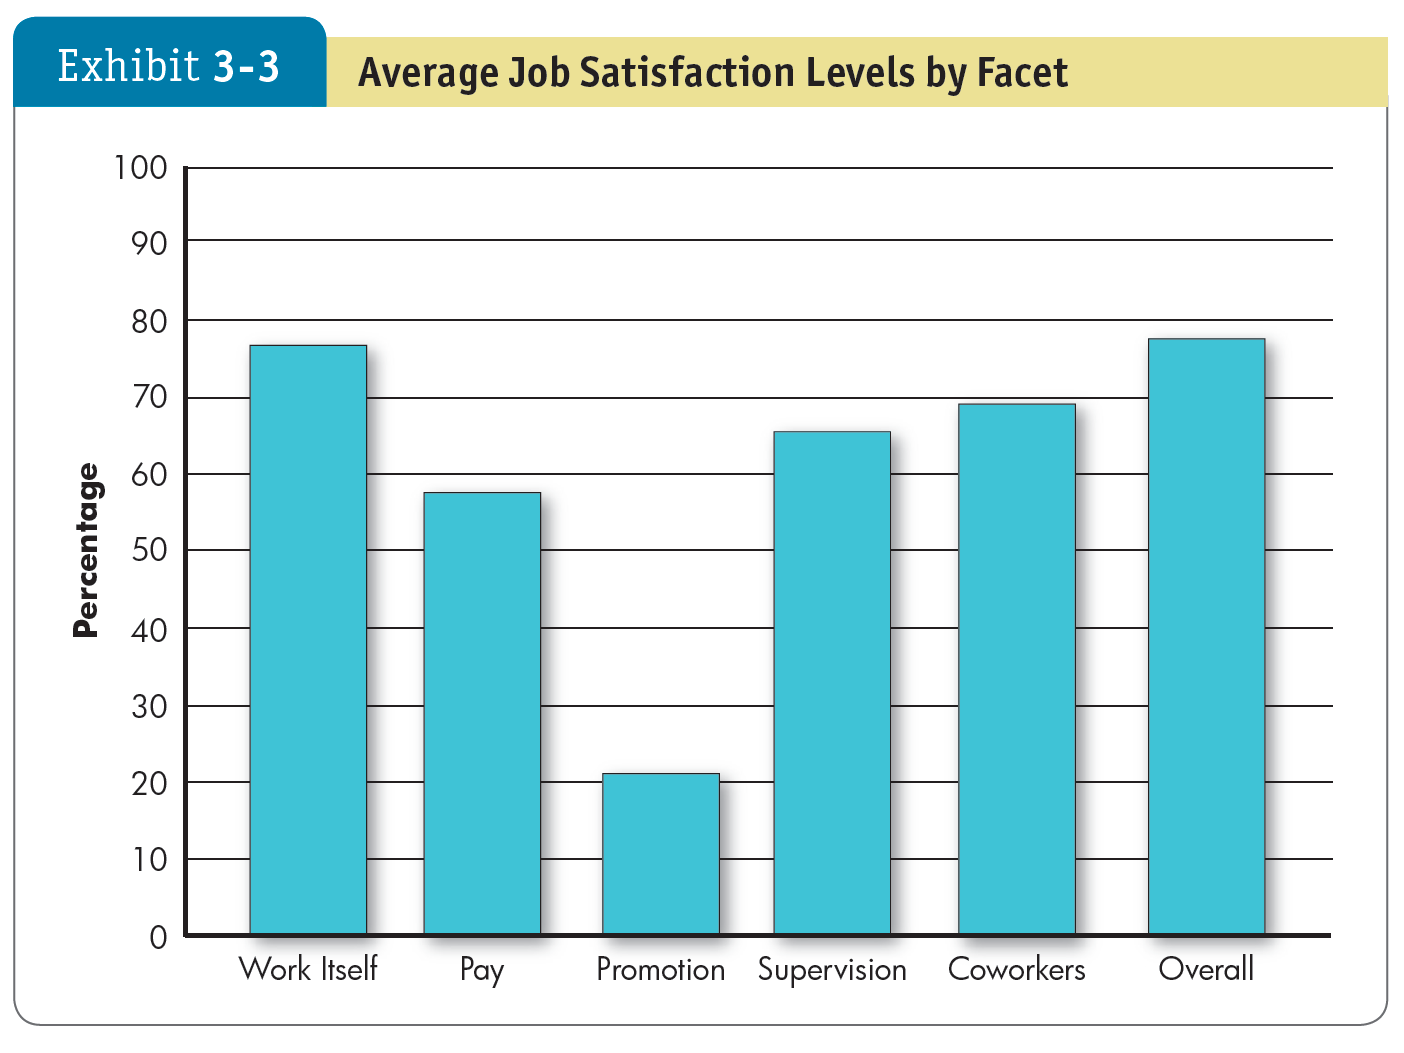 Exhibit 3-3
Average Job Satisfaction Levels by Facet
Percentage
100
90
80
70
60
50
40
30
20
10
0
Work Itself
Pay
Promotion
Supervision
Coworkers
Overall